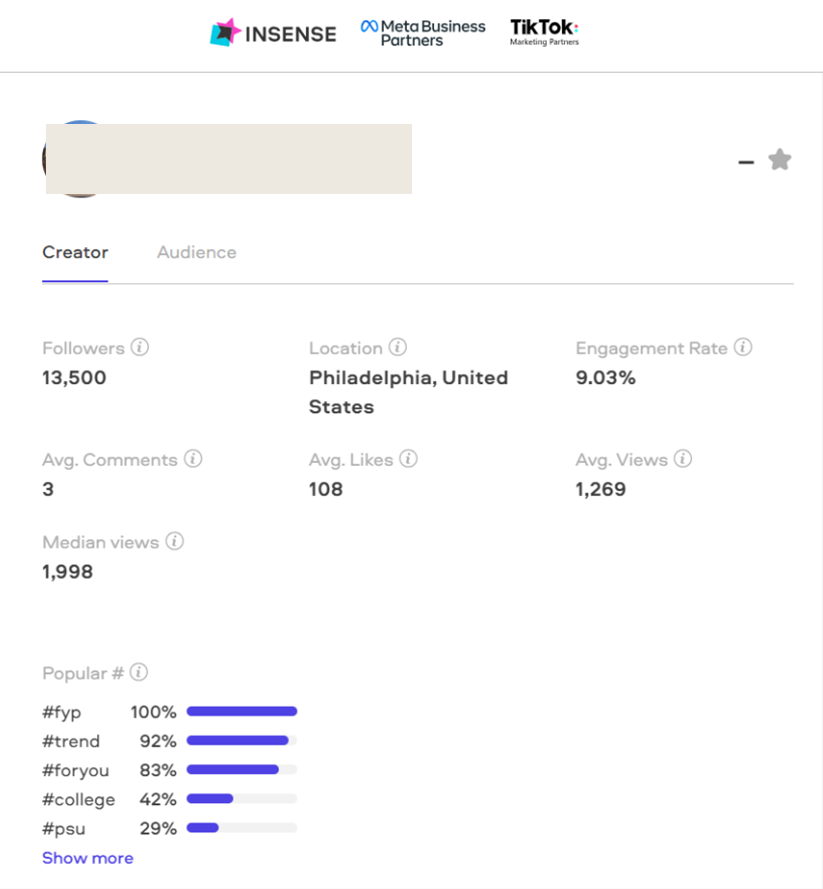 INSENSE
Meta Business
Partners
TikTok:
Marketing Partners
Creator
Audience
Followers
Location
Engagement Rate
13,500
Philadelphia, United
States
9.03%
Avg. Comments
Avg. Likes
Avg. Views
3
108
1,269
Median views
1,998
Popular #
#fyp 100%
#trend 92%
#foryou 83%
#college 42%
#psu 29%
Show more